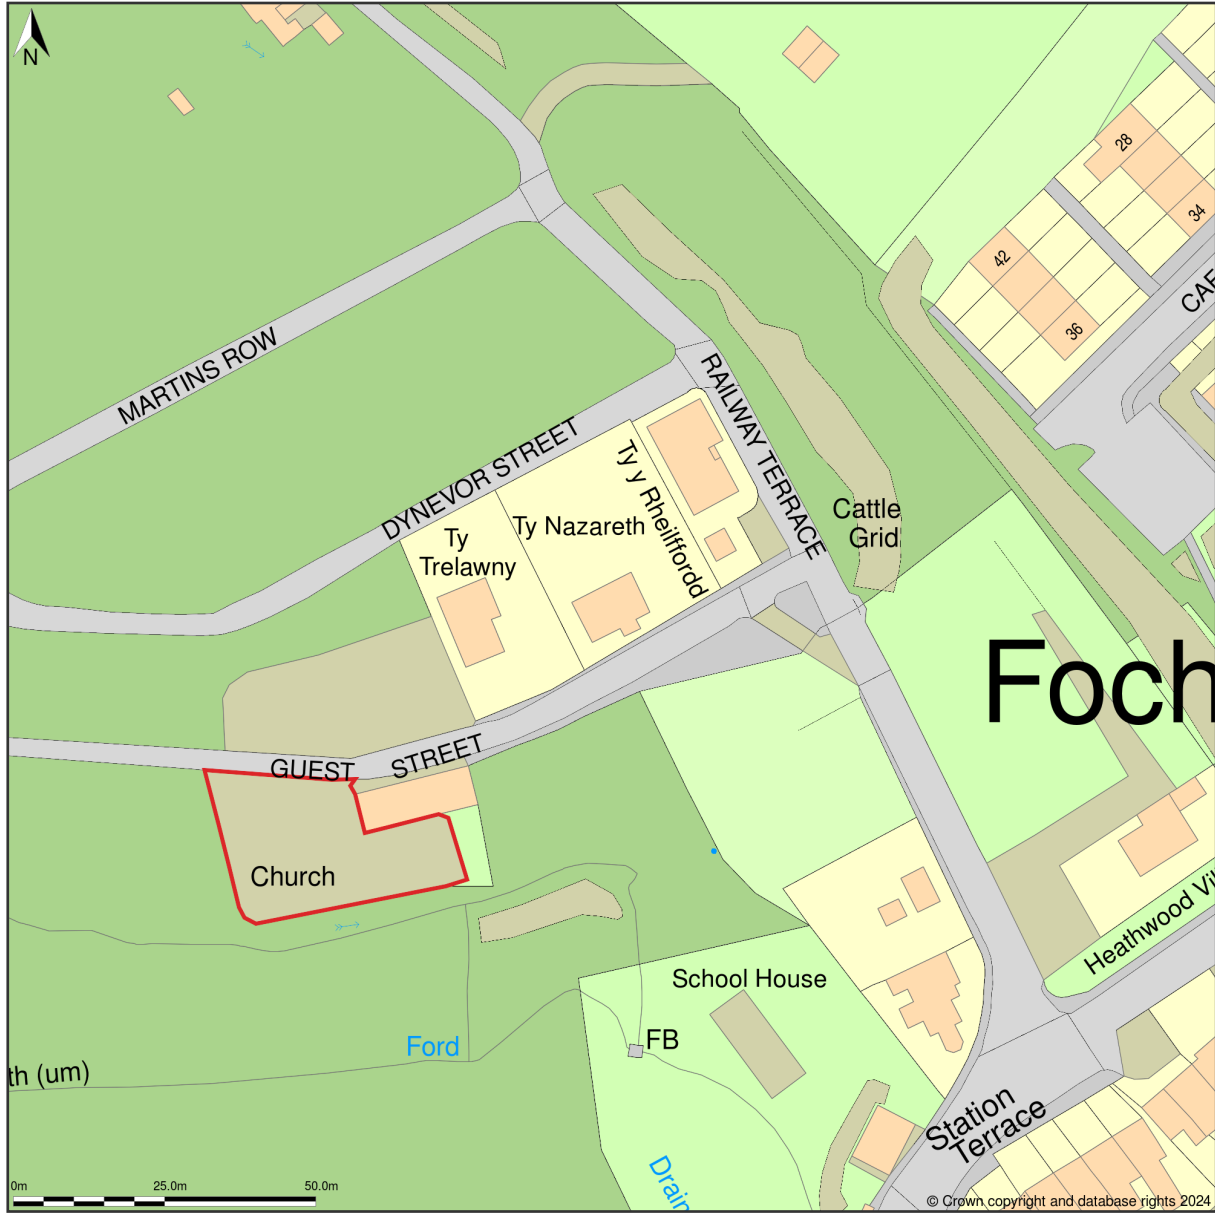 N
28
34
42
36
CAF
MARTINS ROW
RAILWAY TERRACE
DYNEVOR STREET
Ty y Rheilffordd
Cattle
Grid
Ty Nazareth
Ty
Trelawny
Foch
GUEST STREET
Church
Heathwood Vil
School House
FB
Ford
th (um)
Station
Terrace
Drain
0m 25.0m 50.0m
© Crown copyright and database rights 2024